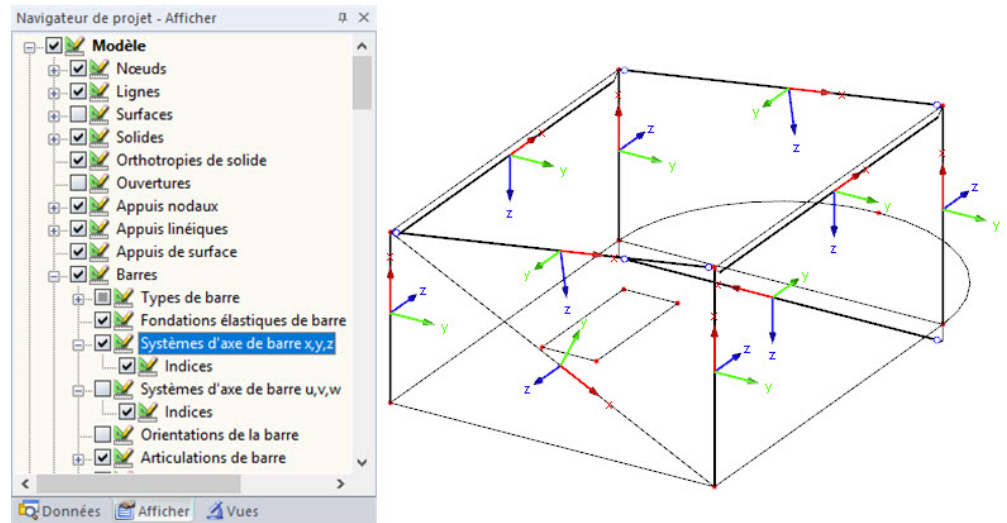 Navigateur de projet - Afficher
Modèle
Nœuds
Lignes
Surfaces
Solides
Orthotropies de solide
Ouvertures
Appuis nodaux
Appuis linéiques
Appuis de surface
Barres
Types de barre
Fondations élastiques de barre
Systèmes d'axe de barre x,y,z
Indices
Systèmes d'axe de barre u,v,w
Indices
Orientations de la barre
Articulations de barre
Données Afficher Vues
x y z
x y z
x y z
x y z
x y z
x y z
x y z
x y z
x y z
x y z